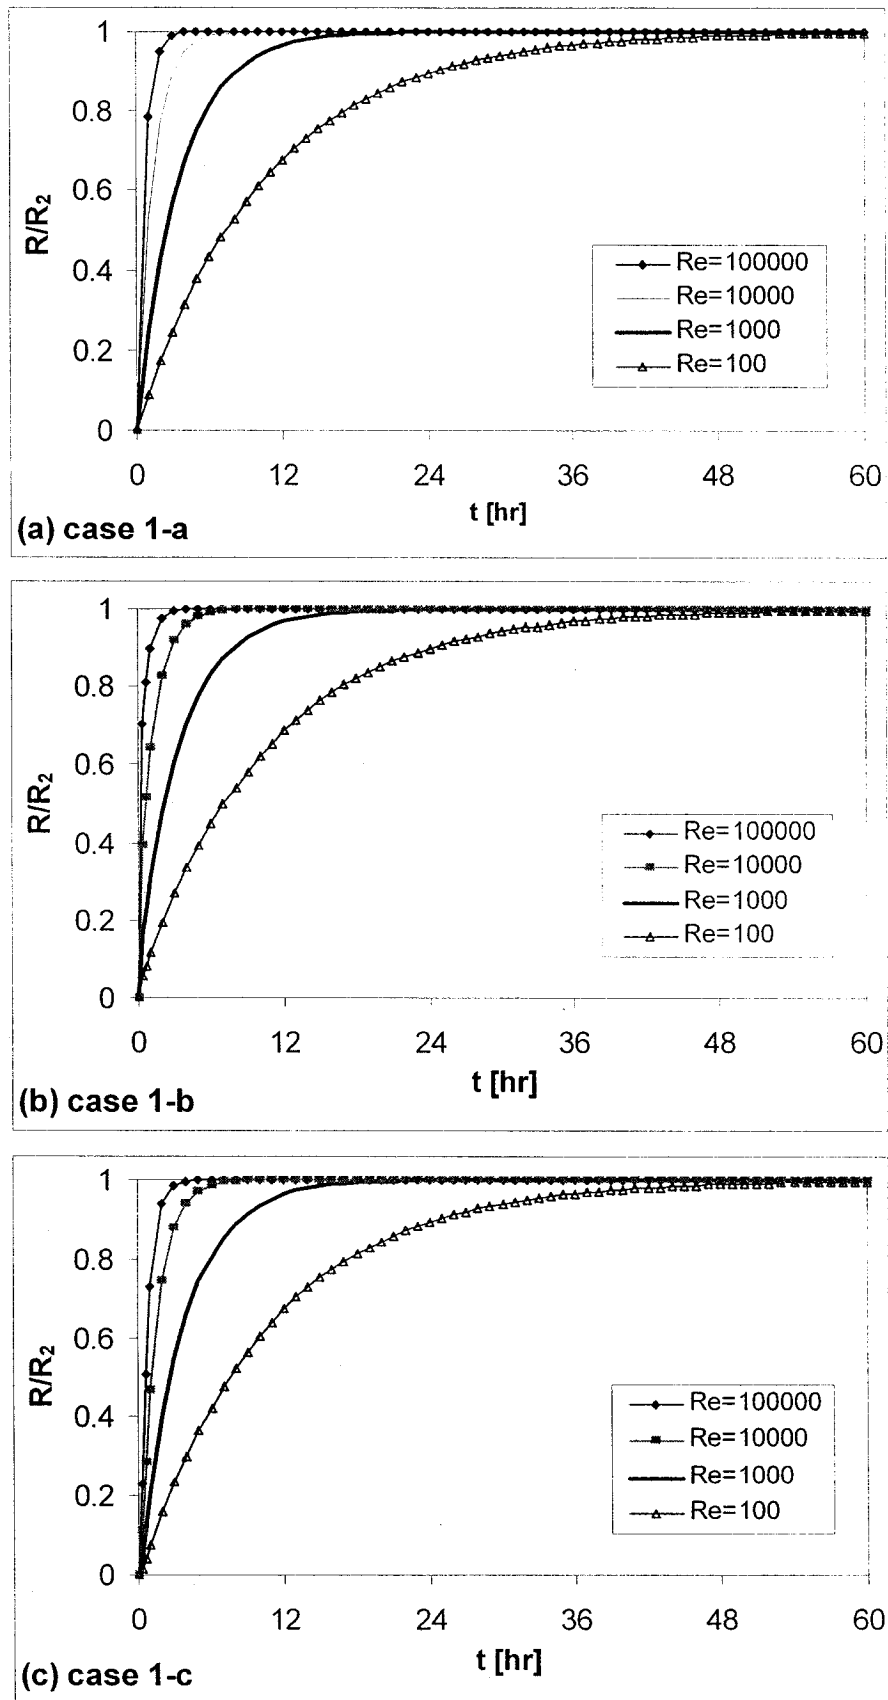 1
0.8
0.6
0.4
0.2
0
R/R2
Re=100000
Re=10000
Re=1000
Re=100
0 12 24 36 48 60
t [hr]
(a) case 1-a
1
0.8
0.6
0.4
0.2
0
R/R2
Re=100000
Re=10000
Re=1000
Re=100
0 12 24 36 48 60
t [hr]
(b) case 1-b
1
0.8
0.6
0.4
0.2
0
R/R2
Re=100000
Re=10000
Re=1000
Re=100
0 12 24 36 48 60
t [hr]
(c) case 1-c